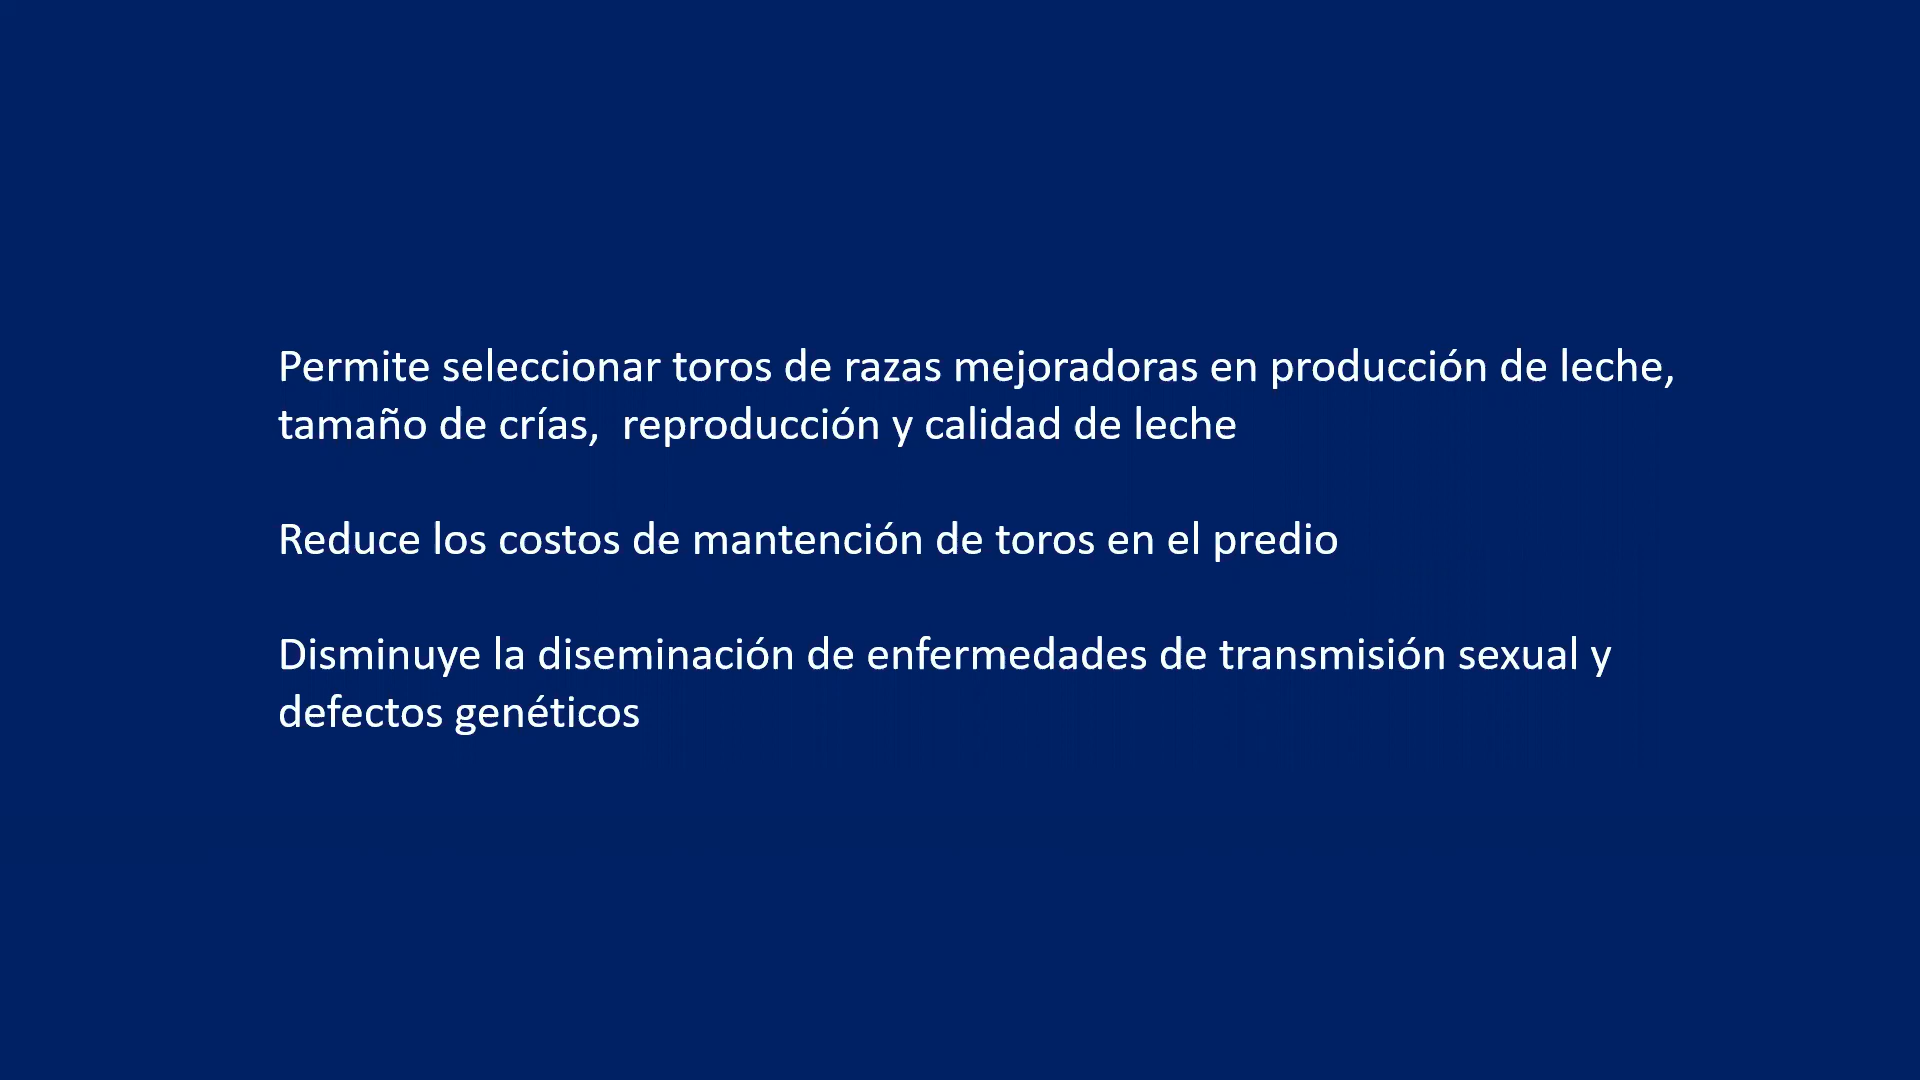 Permite seleccionar toros de razas mejoradoras en producción de leche,
tamaño de crías,  reproducción y calidad de leche
Reduce los costos de mantención de toros en el predio
Disminuye la diseminación de enfermedades de transmisión sexual y
defectos genéticos